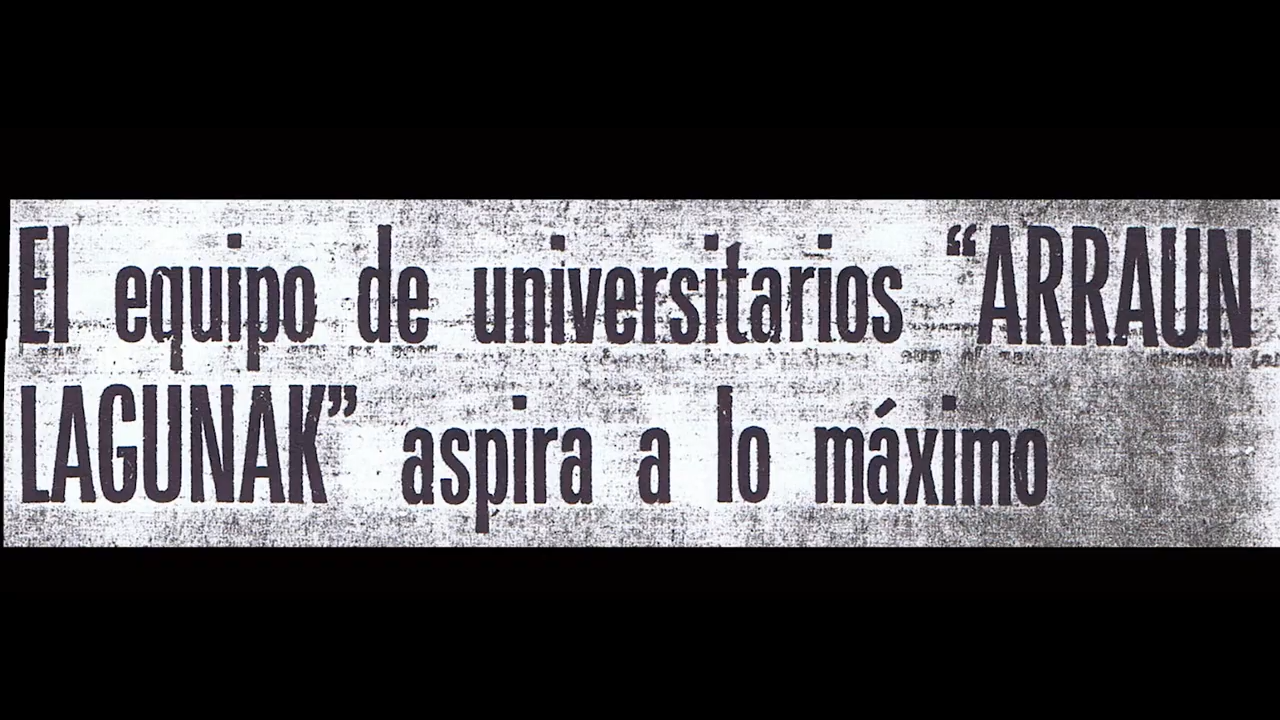 El equipo de universitarios “ARRAUN
LAGUNAK” aspira a lo máximo